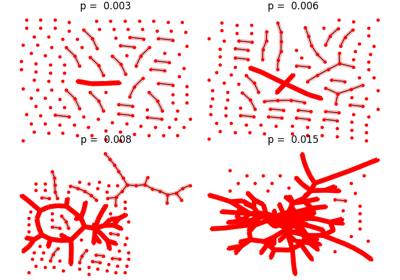 p = 0.003
p = 0.006
p = 0.008
p = 0.015